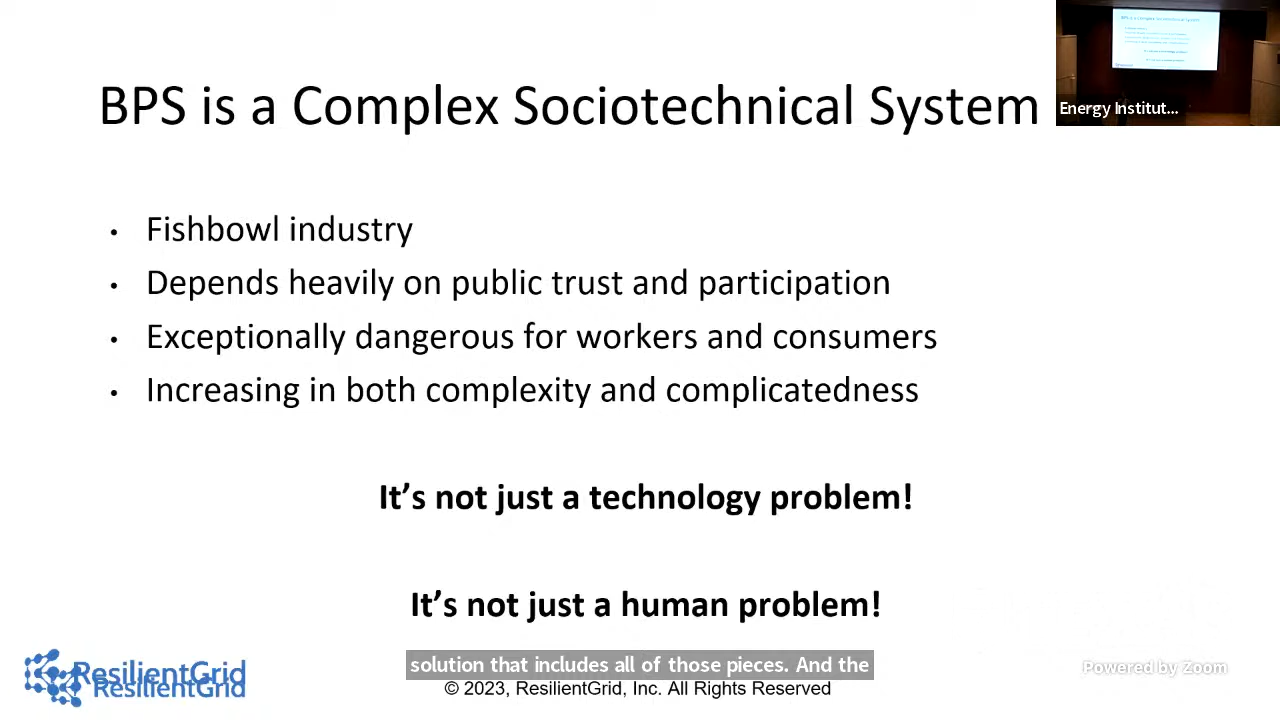 BPS is a Complex Sociotechnical System
Energy Institut...
• Fishbowl industry
• Depends heavily on public trust and participation
• Exceptionally dangerous for workers and consumers
• Increasing in both complexity and complicatedness
It’s not just a technology problem!
It’s not just a human problem!
solution that includes all of those pieces. And the
ResilientGrid
ResilientGrid
© 2023, ResilientGrid, Inc. All Rights Reserved
Powered by Zoom